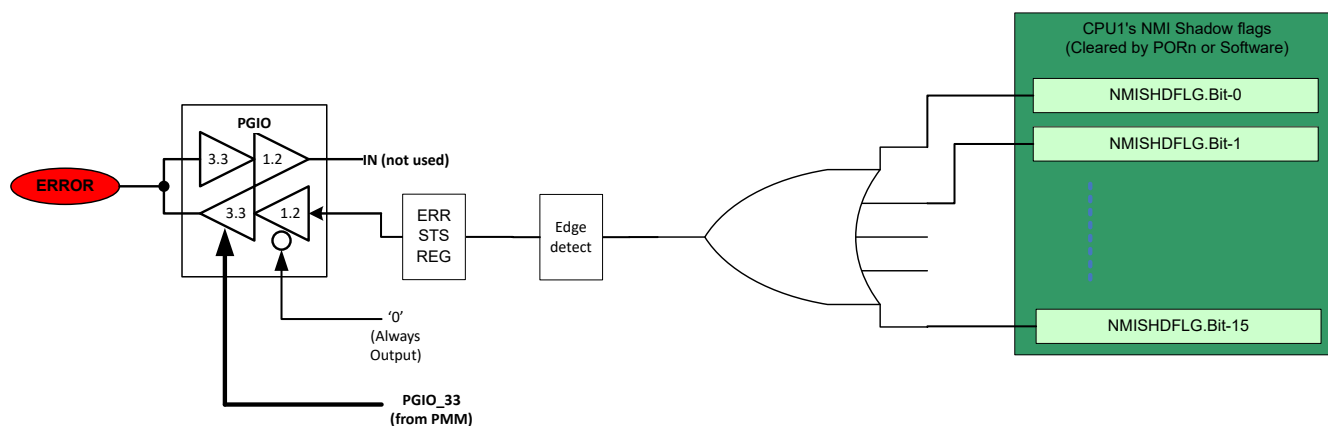 CPU1's NMI Shadow flags
(Cleared by PORn or Software)
NMISHDFLG.Bit-0
NMISHDFLG.Bit-1
NMISHDFLG.Bit-15
PGIO
3.3
1.2
IN (not used)
ERROR
3.3
1.2
ERR
STS
REG
Edge
detect
‘0’
(Always
Output)
PGIO_33
(from PMM)